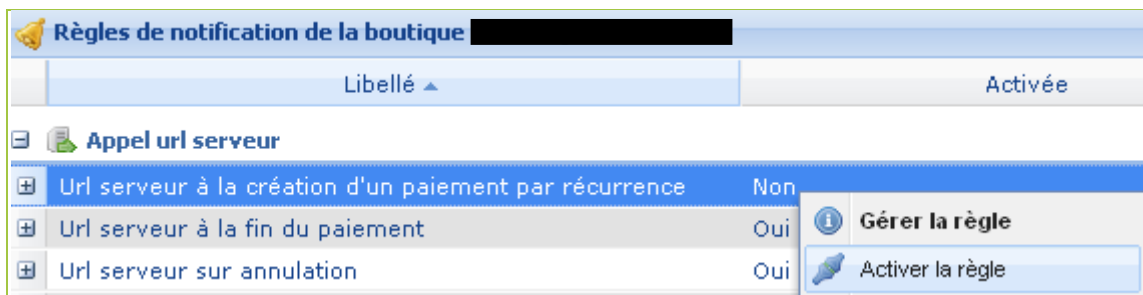 Règles de notification de la boutique
Libellé Activée
Appel url serveur
Url serveur à la création d'un paiement par récurrence Non
Url serveur à la fin du paiement Oui
Gérer la règle
Url serveur sur annulation Oui
Activer la règle